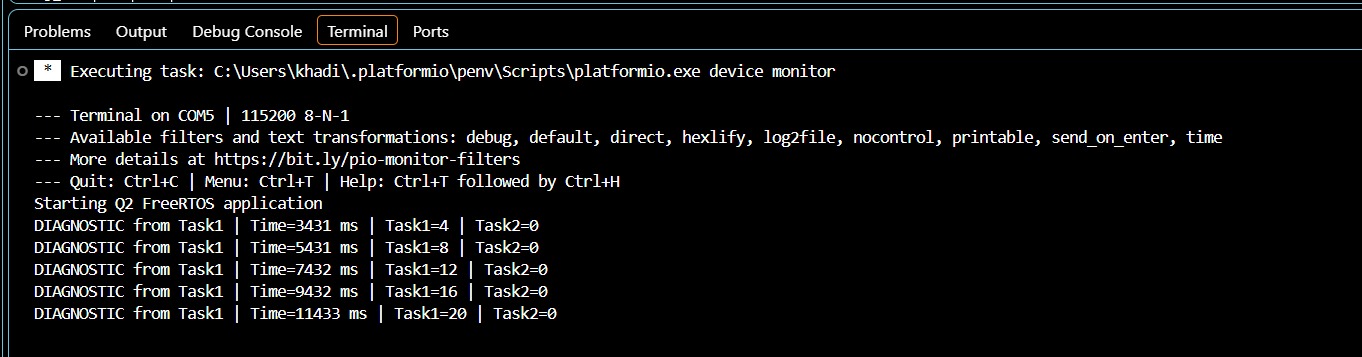 Problems Output Debug Console Terminal Ports
* Executing task: C:\Users\khadi\.platformio\penv\Scripts\platformio.exe device monitor
--- Terminal on COM5 | 115200 8-N-1
--- Available filters and text transformations: debug, default, direct, hexlify, log2file, nocontrol, printable, send_on_enter, time
--- More details at https://bit.ly/pio-monitor-filters
--- Quit: Ctrl+C | Menu: Ctrl+T | Help: Ctrl+T followed by Ctrl+H
Starting Q2 FreeRTOS application
DIAGNOSTIC from Task1 | Time=3431 ms | Task1=4 | Task2=0
DIAGNOSTIC from Task1 | Time=5431 ms | Task1=8 | Task2=0
DIAGNOSTIC from Task1 | Time=7432 ms | Task1=12 | Task2=0
DIAGNOSTIC from Task1 | Time=9432 ms | Task1=16 | Task2=0
DIAGNOSTIC from Task1 | Time=11433 ms | Task1=20 | Task2=0